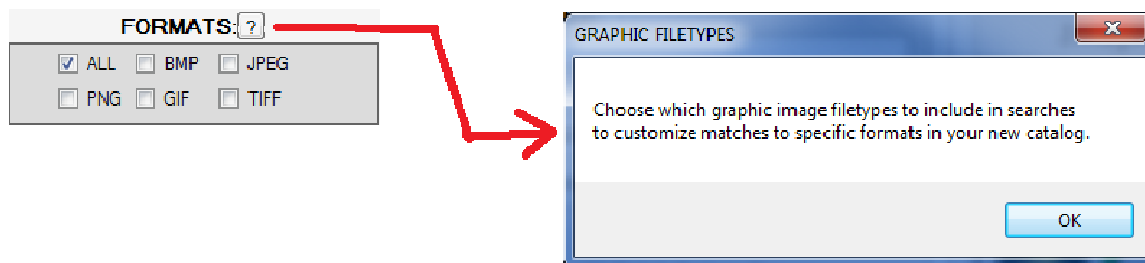 FORMATS: ?
ALL BMP JPEG
PNG GIF TIFF
GRAPHIC FILETYPES
Choose which graphic image filetypes to include in searches
to customize matches to specific formats in your new catalog.
OK